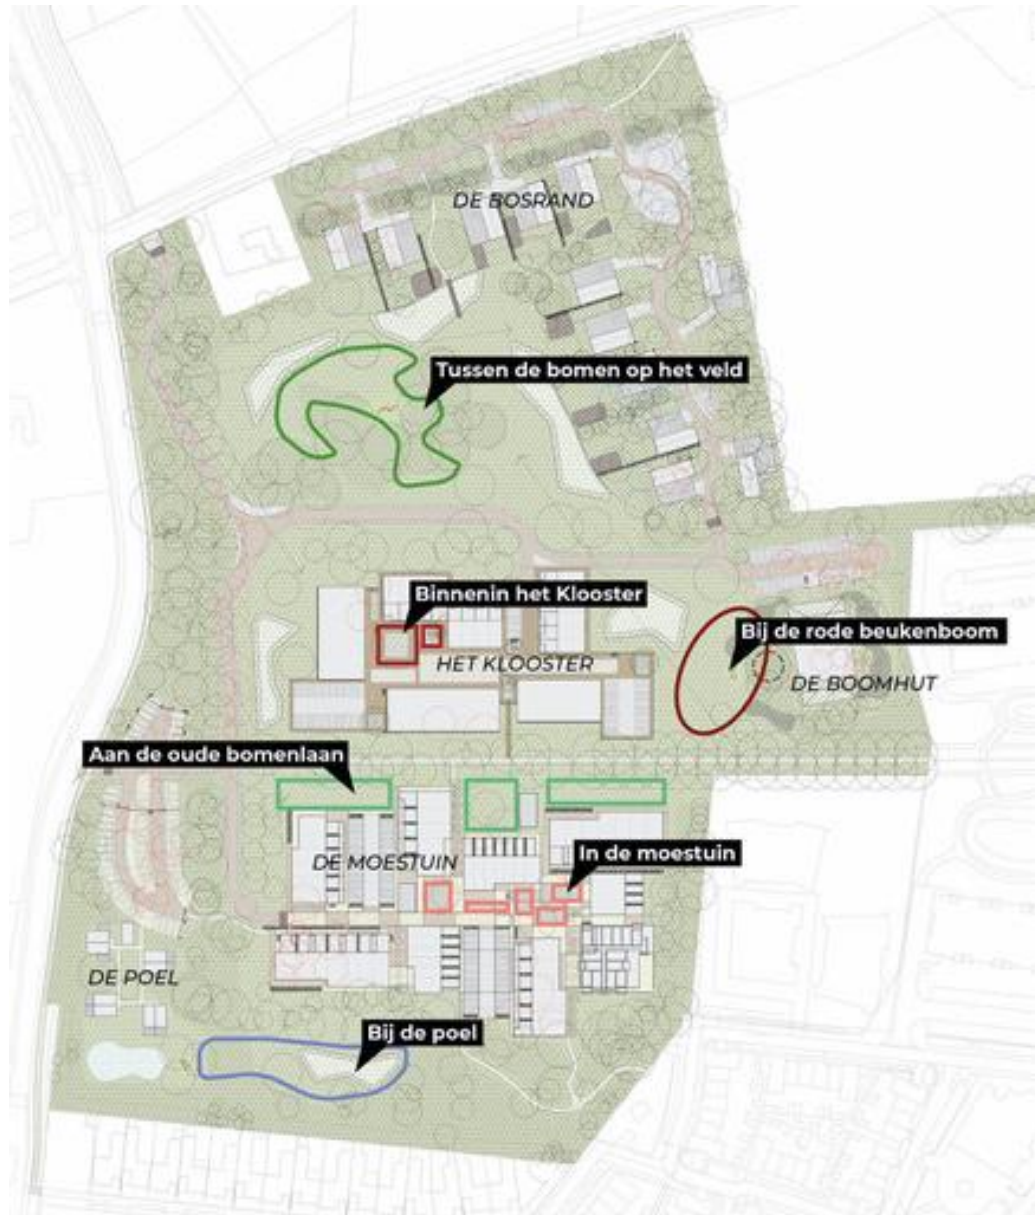 DE BOSRAND
Tussen de bomen op het veld
Binnenin het Klooster
HET KLOOSTER
Bij de rode beukenboom
DE BOOMHUT
Aan de oude bomenlaan
In de moestuin
DE MOESTUIN
DE POEL
Bij de poel